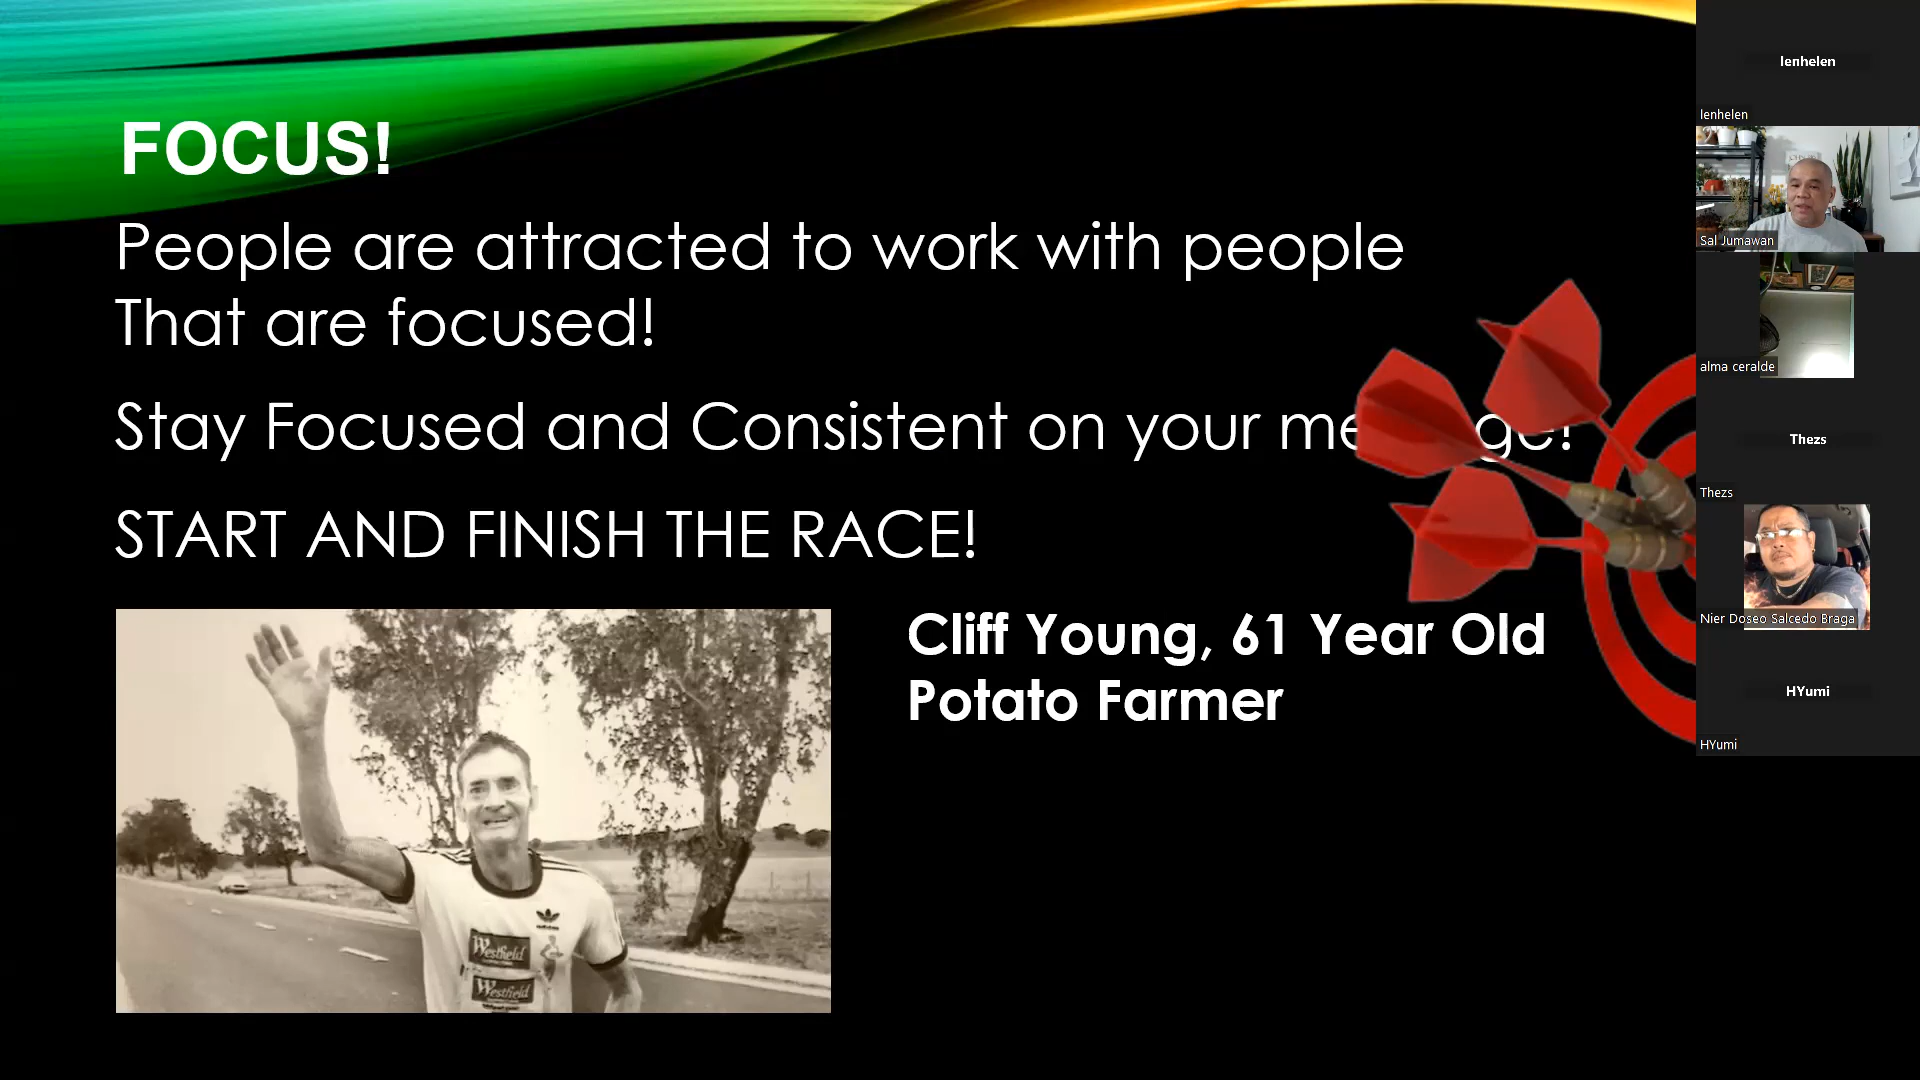 FOCUS!
People are attracted to work with people
That are focused!
Stay Focused and Consistent on your me ge!
START AND FINISH THE RACE!
Cliff Young, 61 Year Old
Potato Farmer
adidas
Westfield
Westfield
lenhelen
lenhelen
Sal Jumawan
alma ceralde
Thezs
Thezs
Nier Doseo Salcedo Braga
HYumi
HYumi